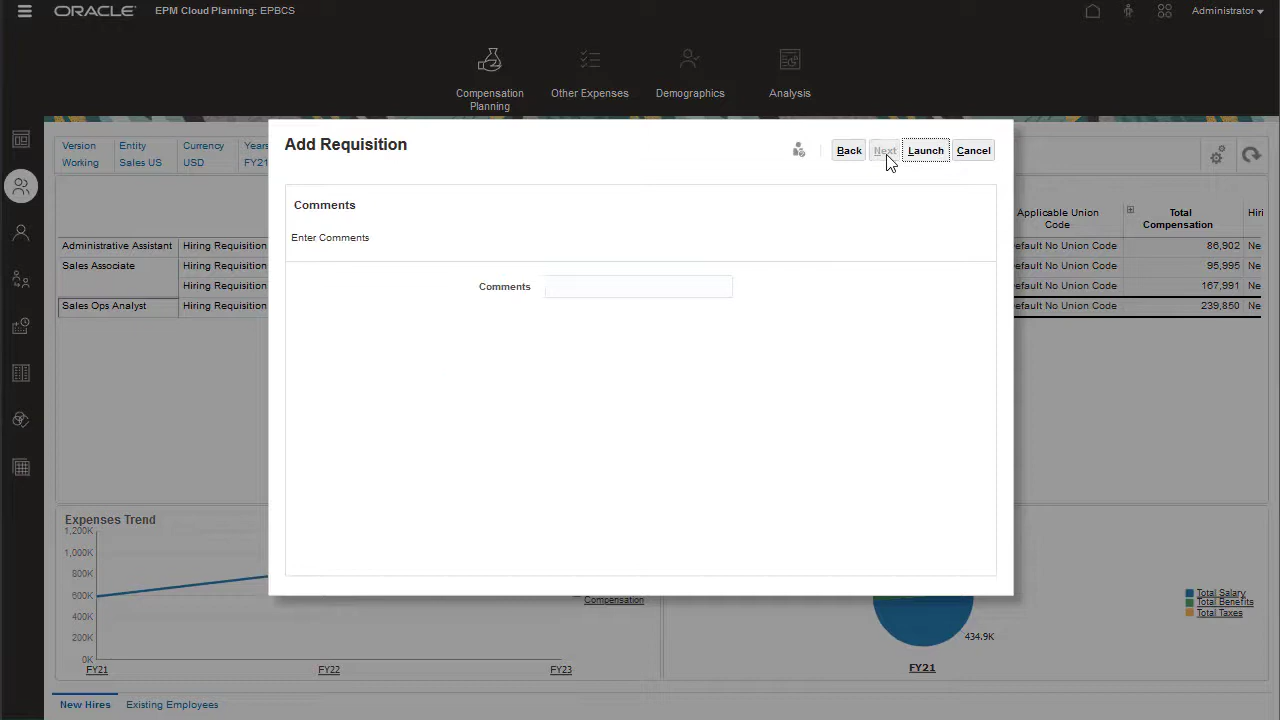 ORACLE EPM Cloud Planning: EPBCS
Administrator
Compensation
Planning
Other Expenses
Demographics
Analysis
Add Requisition
Back
Next
Launch
Cancel
Version
Working
Entity
Sales US
Currency
USD
Years
FY21
Comments
Enter Comments
Comments
Applicable Union
Code
Total
Compensation
Hiri
Administrative Assistant Hiring Requisition efault No Union Code 86,902 Ne
Sales Associate Hiring Requisition efault No Union Code 95,995 Ne
Hiring Requisition efault No Union Code 167,991 Ne
Sales Ops Analyst Hiring Requisition efault No Union Code 239,850 Ne
Expenses Trend
1,200K
1,000K
800K
600K
400K
200K
0K
FY21
FY22
FY23
Compensation
434.9K
FY21
Total Salary
Total Benefits
Total Taxes
New Hires
Existing Employees